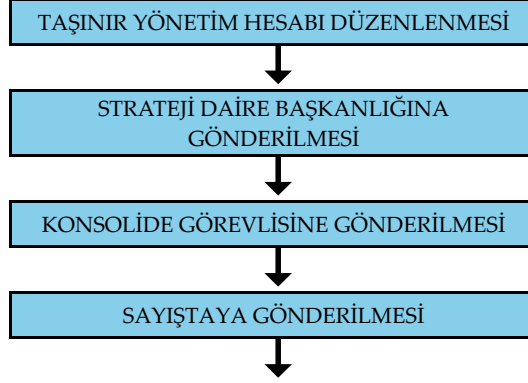 TAŞINIR YÖNETİM HESABI DÜZENLENMESİ
STRATEJİ DAİRE BAŞKANLIĞINA
GÖNDERİLMESİ
KONSOLİDE GÖREVLİSİNE GÖNDERİLMESİ
SAYIŞTAYA GÖNDERİLMESİ